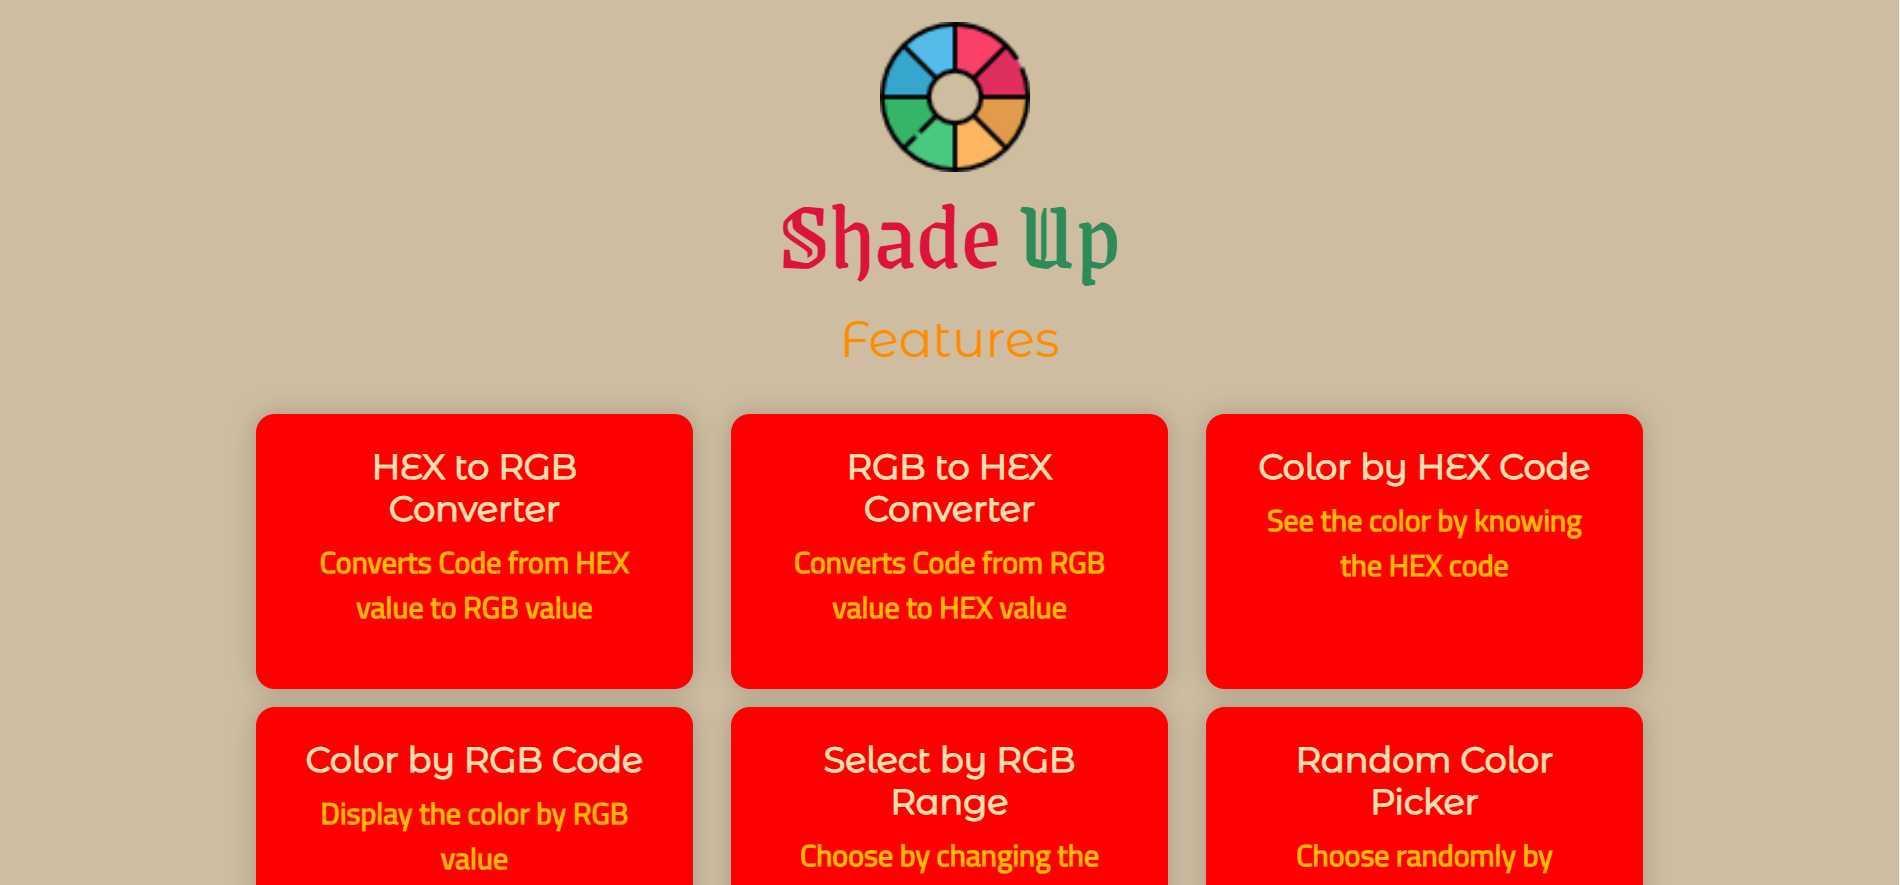 Shade Up
Features
HEX to RGB
Converter
Converts Code from HEX
value to RGB value
RGB to HEX
Converter
Converts Code from RGB
value to HEX value
Color by HEX Code
See the color by knowing
the HEX code
Color by RGB Code
Display the color by RGB
value
Select by RGB
Range
Choose by changing the
Random Color
Picker
Choose randomly by